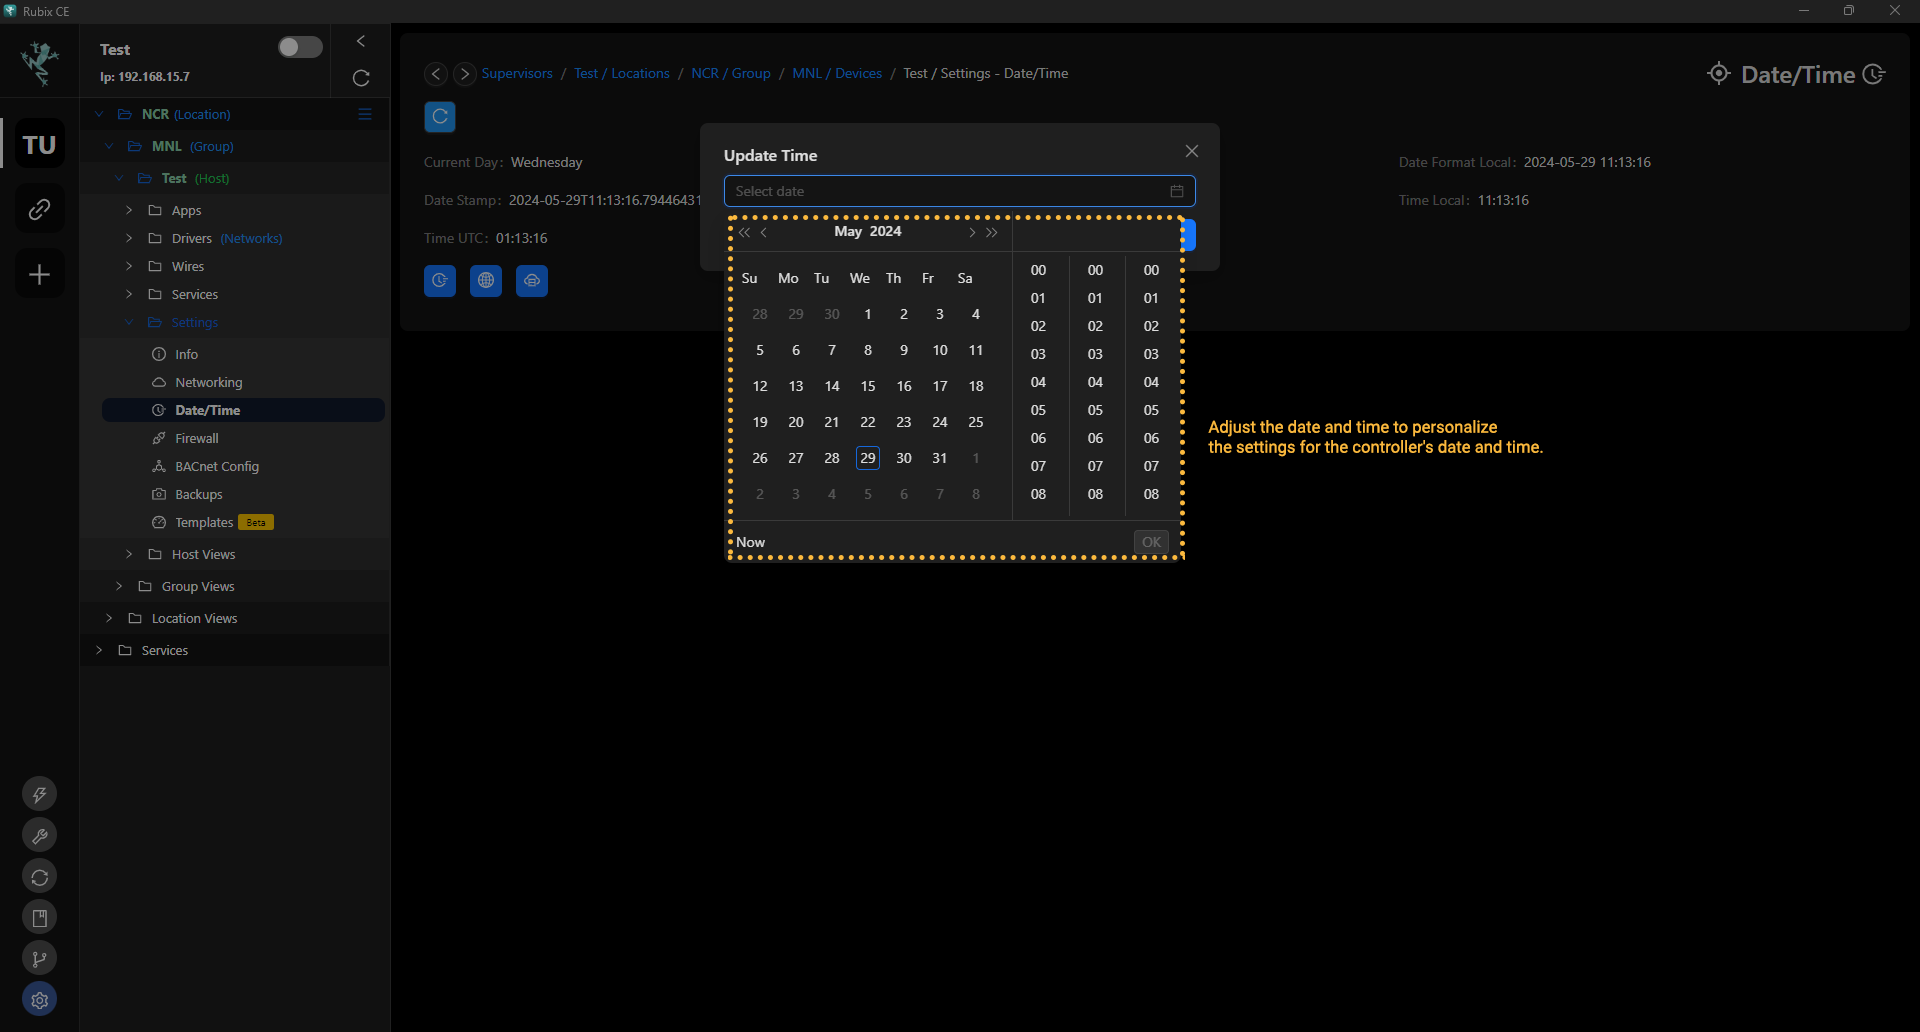 Rubix CE
Test
Ip: 192.168.15.7
TU
NCR (Location)
MNL (Group)
Test (Host)
Apps
Drivers (Networks)
Wires
Services
Settings
Info
Networking
Date/Time
Firewall
BACnet Config
Backups
Templates Beta
Host Views
Group Views
Location Views
Services
Supervisors / Test / Locations / NCR / Group / MNL / Devices / Test / Settings - Date/Time
Date/Time
Current Day: Wednesday
Date Stamp: 2024-05-29T11:13:16.79446431
Time UTC: 01:13:16
Date Format Local: 2024-05-29 11:13:16
Time Local: 11:13:16
Update Time
Select date
May 2024
Su Mo Tu We Th Fr Sa
28 29 30 1 2 3 4
5 6 7 8 9 10 11
12 13 14 15 16 17 18
19 20 21 22 23 24 25
26 27 28 29 30 31 1
2 3 4 5 6 7 8
00 00 00
01 01 01
02 02 02
03 03 03
04 04 04
05 05 05
06 06 06
07 07 07
08 08 08
Now
OK
Adjust the date and time to personalize
the settings for the controller's date and time.